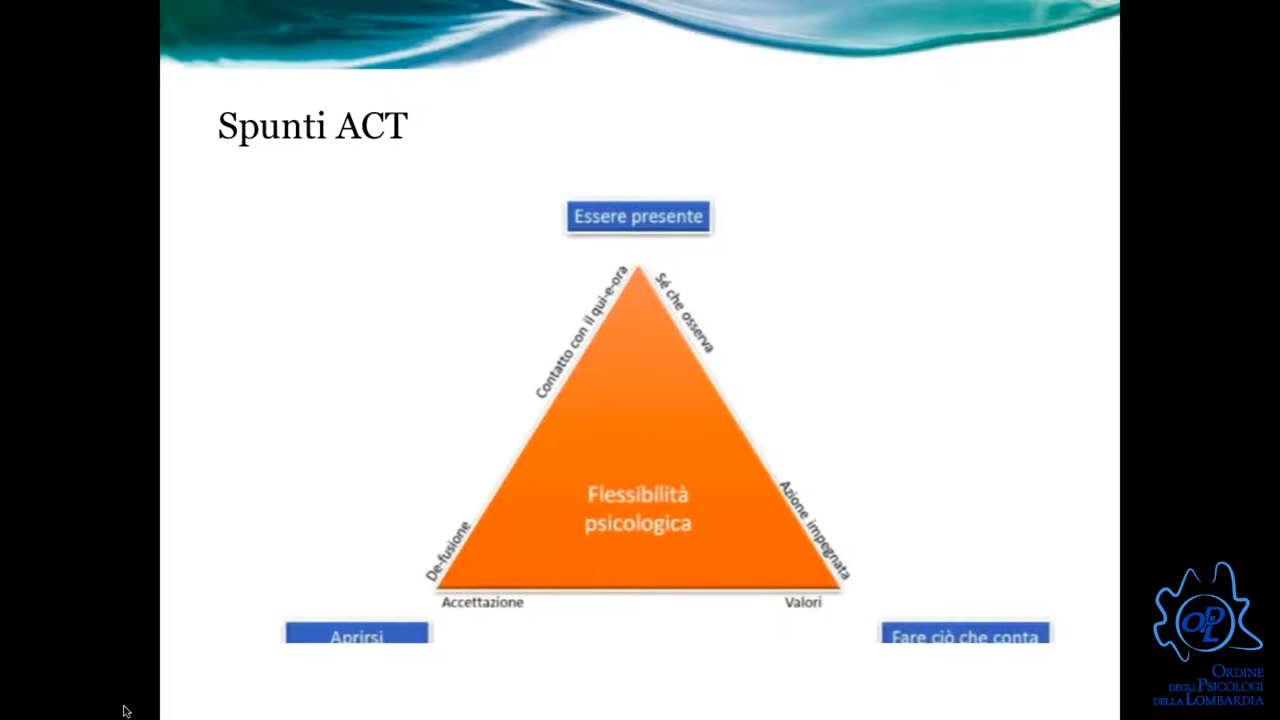 Spunti ACT
Essere presente
Contatto con il qui-e-ora
Sé che osserva
Flessibilità
psicologica
De-fusione
Azione impegnata
Accettazione
Valori
Aprirsi
Fare ciò che conta
OPL
ORDINE
DEGLI PSICOLOGI
DELLA LOMBARDIA